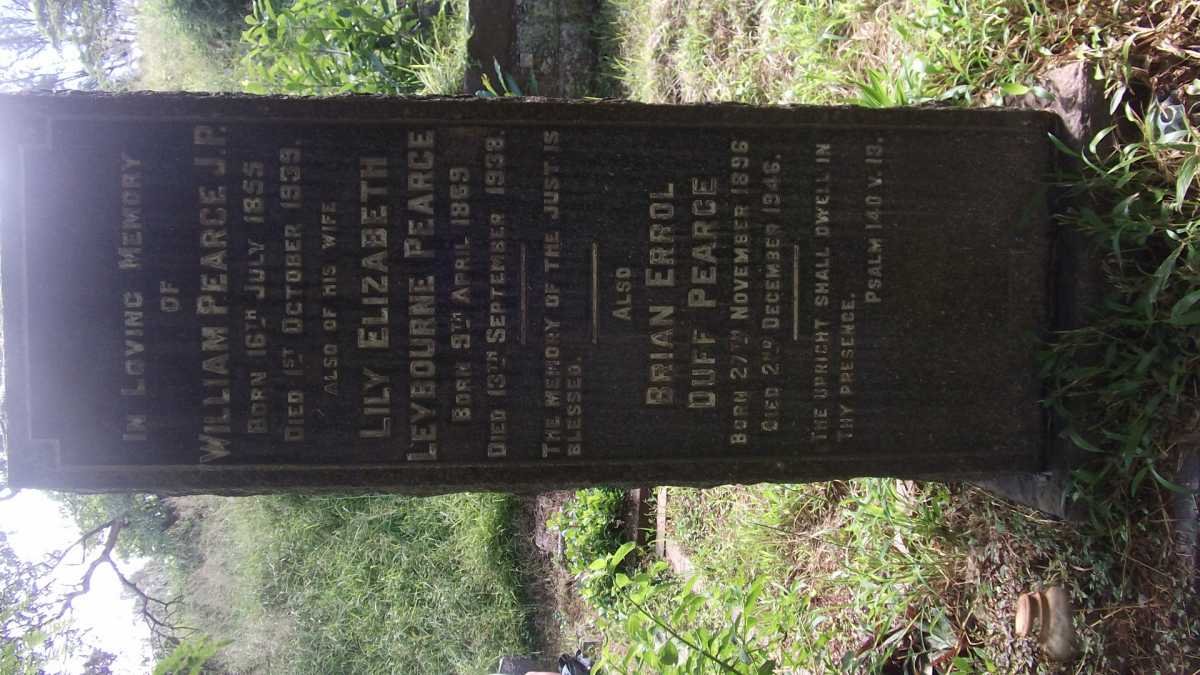 IN LOVING MEMORY
OF
WILLIAM PEARCE J.P.
BORN 16TH JULY 1855
DIED 1ST OCTOBER 1939.
ALSO OF HIS WIFE
LILY ELIZABETH
LEYBOURNE PEARCE
BORN 9TH APRIL 1869
DIED 13TH SEPTEMBER 1938.
THE MEMORY OF THE JUST IS
BLESSED.
ALSO
BRIAN ERROL
DUFF PEARCE
BORN 27TH NOVEMBER 1896
DIED 2ND DECEMBER 1946.
THE UPRIGHT SHALL DWELL IN
THY PRESENCE.
PSALM 140 V. 13.